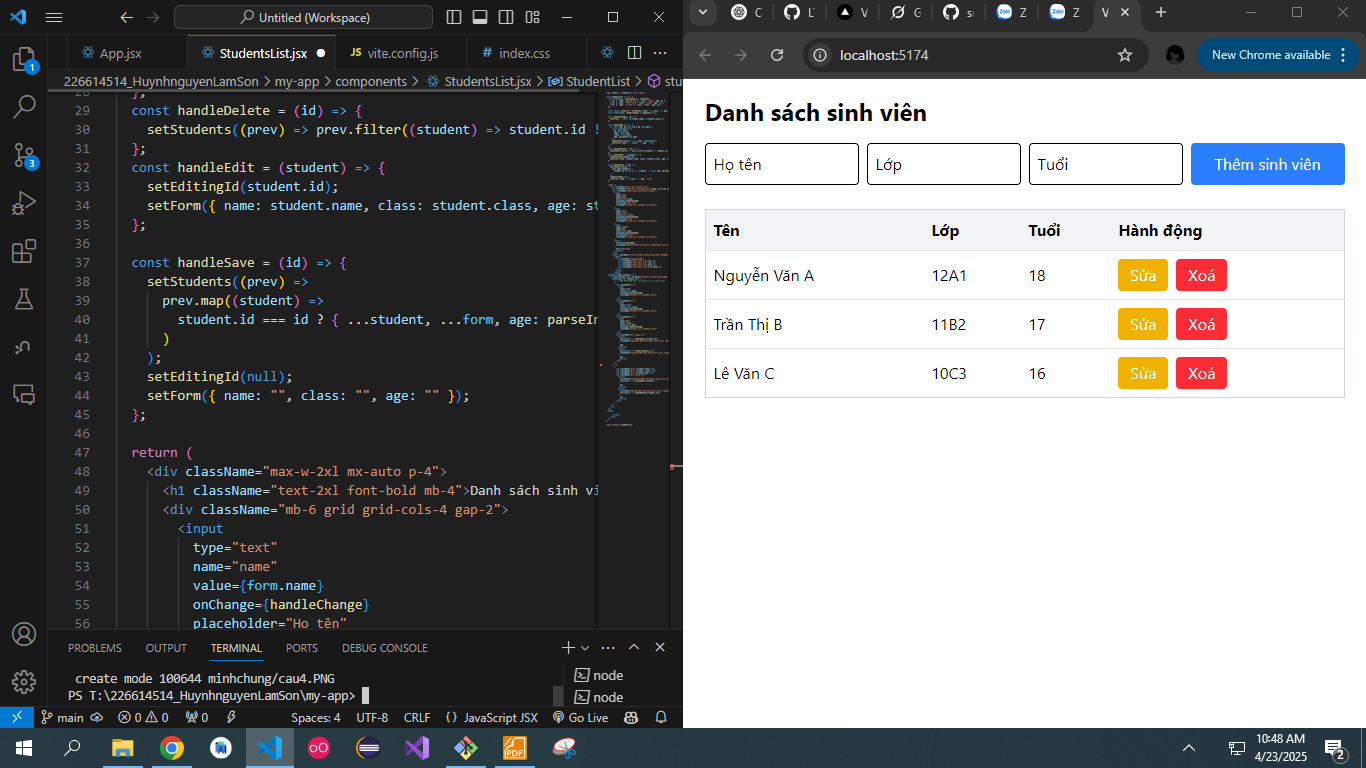 Untitled (Workspace)
App.jsx
StudentsList.jsx
JS vite.config.js
# index.css
226614514_HuynhnguyenLamSon > my-app > components > StudentsList.jsx > StudentList > stu
28 };
29 const handleDelete = (id) => {
30 setStudents((prev) => prev.filter((student) => student.id !
31 };
32 const handleEdit = (student) => {
33 setEditingId(student.id);
34 setForm({ name: student.name, class: student.class, age: st
35 };
36
37 const handleSave = (id) => {
38 setStudents((prev) =>
39 prev.map((student) =>
40 student.id === id ? { ...student, ...form, age: parseIn
41 )
42 );
43 setEditingId(null);
44 setForm({ name: "", class: "", age: "" });
45 };
46
47 return (
48 <div className="max-w-2xl mx-auto p-4">
49 <h1 className="text-2xl font-bold mb-4">Danh sách sinh vi
50 <div className="mb-6 grid grid-cols-4 gap-2">
51 <input
52 type="text"
53 name="name"
54 value={form.name}
55 onChange={handleChange}
56 placeholder="Họ tên"
1
3
PROBLEMS OUTPUT TERMINAL PORTS DEBUG CONSOLE
create mode 100644 minhchung/cau4.PNG
PS T:\226614514_HuynhnguyenLamSon\my-app>
node
node
main 0 0 0 Spaces: 4 UTF-8 CRLF {} JavaScript JSX Go Live
C L V G s Zalo Z Zalo Z V
localhost:5174
New Chrome available
Danh sách sinh viên
Họ tên Lớp Tuổi Thêm sinh viên
Tên Lớp Tuổi Hành động
Nguyễn Văn A 12A1 18 Sửa Xoá
Trần Thị B 11B2 17 Sửa Xoá
Lê Văn C 10C3 16 Sửa Xoá
PDF
10:48 AM
4/23/2025
2